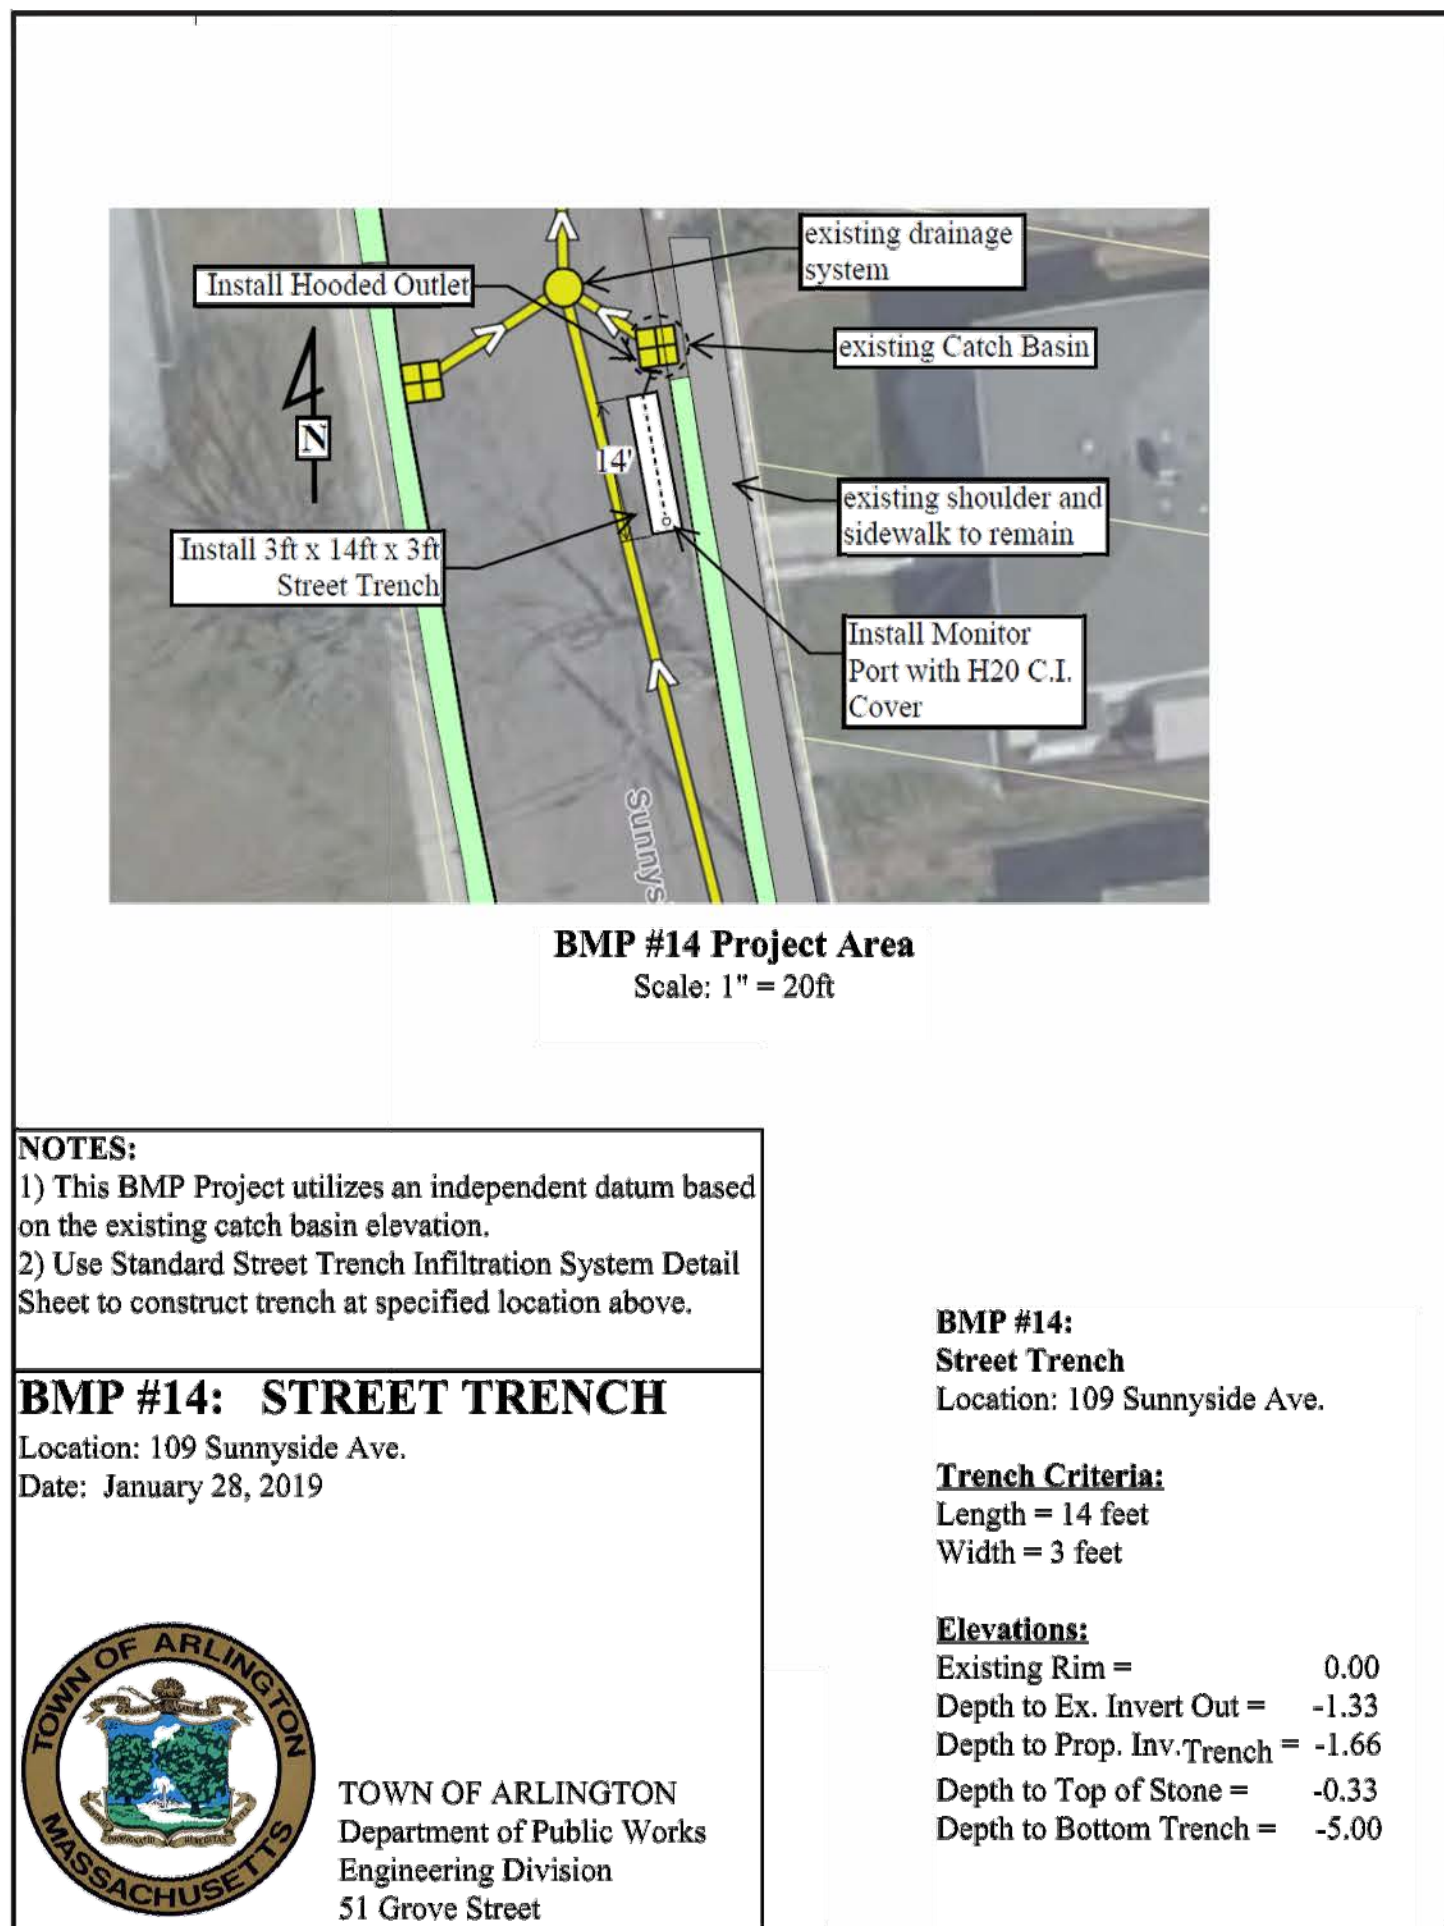 existing drainage
system
Install Hooded Outlet
existing Catch Basin
N
14'
existing shoulder and
sidewalk to remain
Install 3ft x 14ft x 3ft
Street Trench
Install Monitor
Port with H20 C.I.
Cover
Sunnys
BMP #14 Project Area
Scale: 1" = 20ft
NOTES:
1) This BMP Project utilizes an independent datum based
on the existing catch basin elevation.
2) Use Standard Street Trench Infiltration System Detail
Sheet to construct trench at specified location above.
BMP #14: STREET TRENCH
Location: 109 Sunnyside Ave.
Date: January 28, 2019
TOWN OF ARLINGTON
MASSACHUSETTS
TOWN OF ARLINGTON
Department of Public Works
Engineering Division
51 Grove Street
BMP #14:
Street Trench
Location: 109 Sunnyside Ave.
Trench Criteria:
Length = 14 feet
Width = 3 feet
Elevations:
Existing Rim = 0.00
Depth to Ex. Invert Out = -1.33
Depth to Prop. Inv.Trench = -1.66
Depth to Top of Stone = -0.33
Depth to Bottom Trench = -5.00